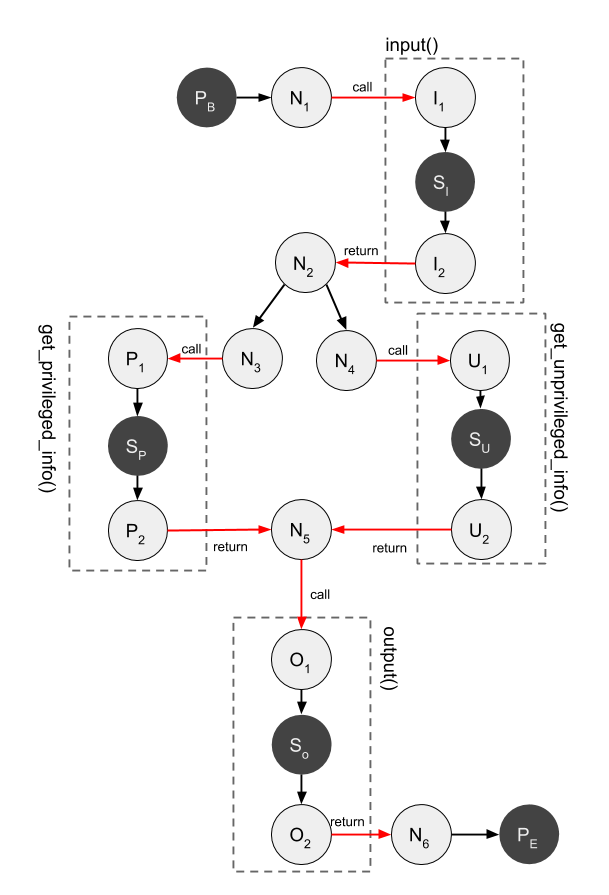 input()
P_B
N_1
call
I_1
S_I
N_2
return
I_2
get_privileged_info()
P_1
call
N_3
N_4
call
U_1
get_unprivileged_info()
S_P
S_U
P_2
return
N_5
return
U_2
call
output()
O_1
S_o
O_2
return
N_6
P_E